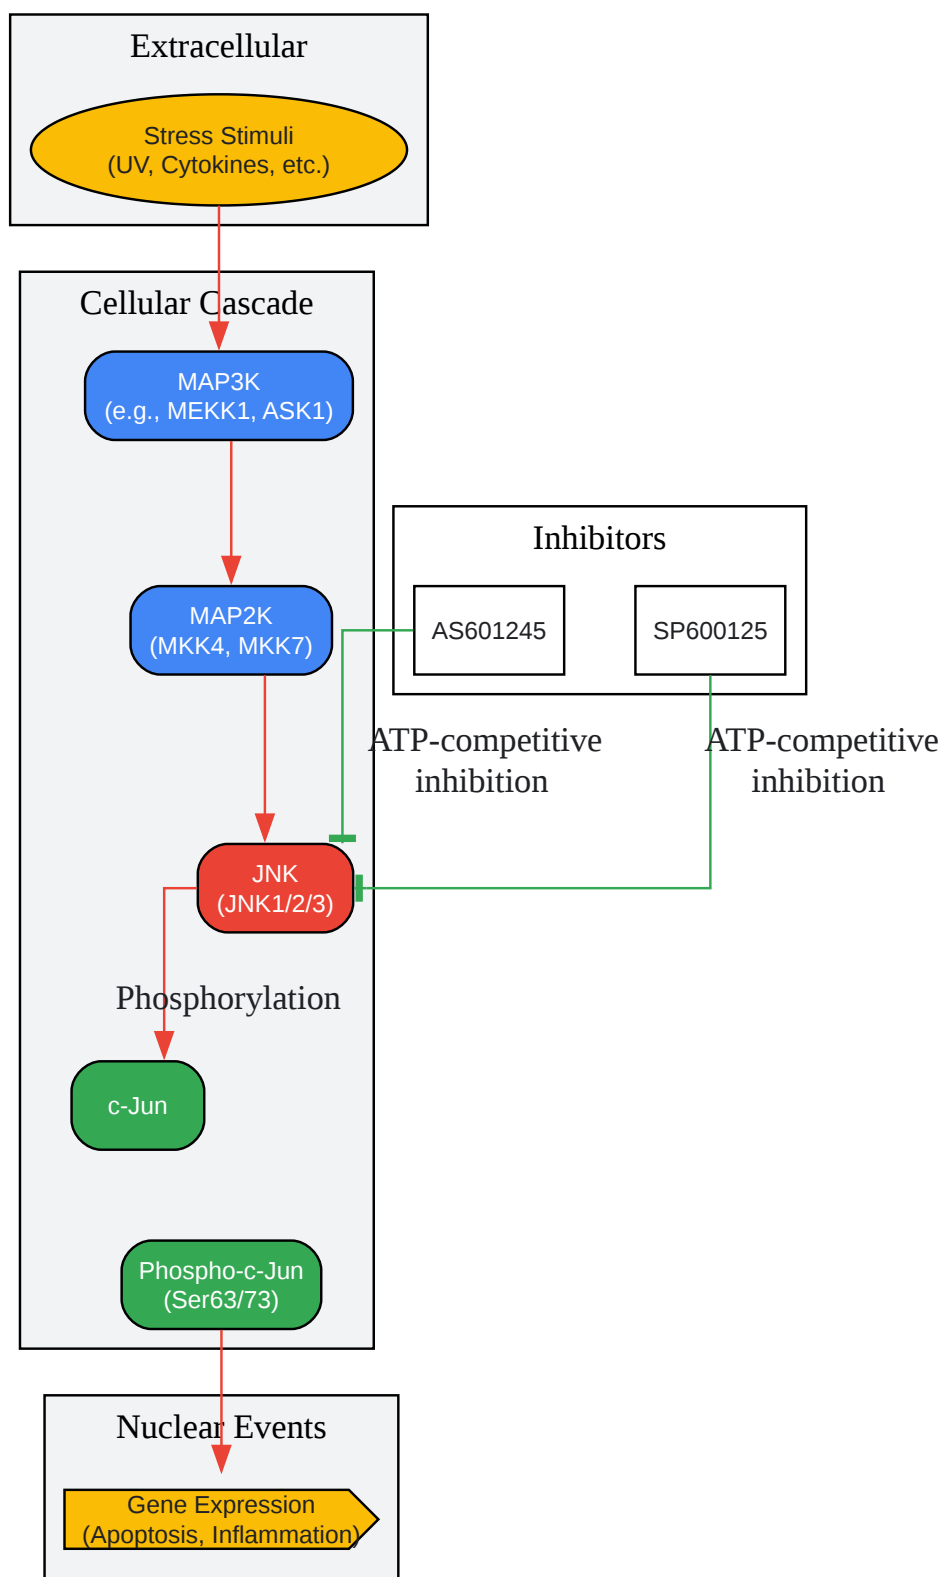 Extracellular
Stress Stimuli
(UV, Cytokines, etc.)
Cellular Cascade
MAP3K
(e.g., MEKK1, ASK1)
MAP2K
(MKK4, MKK7)
Inhibitors
AS601245
SP600125
ATP-competitive
inhibition
ATP-competitive
inhibition
JNK
(JNK1/2/3)
Phosphorylation
c-Jun
Phospho-c-Jun
(Ser63/73)
Nuclear Events
Gene Expression
(Apoptosis, Inflammation)